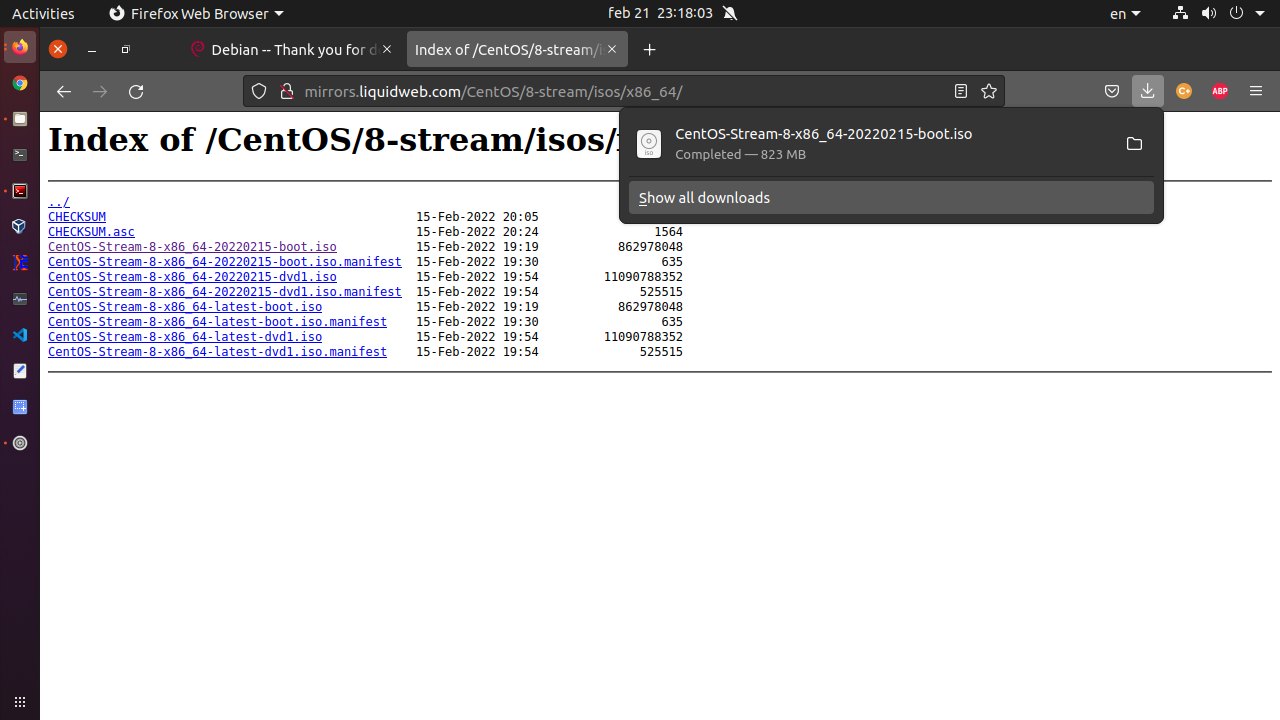 Activities Firefox Web Browser feb 21 23:18:03 en
Debian -- Thank you for d Index of /CentOS/8-stream/i
mirrors.liquidweb.com/CentOS/8-stream/isos/x86_64/ C+ ABP
Index of /CentOS/8-stream/isos/
CentOS-Stream-8-x86_64-20220215-boot.iso
iso
Completed — 823 MB
Show all downloads
../
CHECKSUM 15-Feb-2022 20:05
CHECKSUM.asc 15-Feb-2022 20:24 1564
CentOS-Stream-8-x86_64-20220215-boot.iso 15-Feb-2022 19:19 862978048
CentOS-Stream-8-x86_64-20220215-boot.iso.manifest 15-Feb-2022 19:30 635
CentOS-Stream-8-x86_64-20220215-dvd1.iso 15-Feb-2022 19:54 11090788352
CentOS-Stream-8-x86_64-20220215-dvd1.iso.manifest 15-Feb-2022 19:54 525515
CentOS-Stream-8-x86_64-latest-boot.iso 15-Feb-2022 19:19 862978048
CentOS-Stream-8-x86_64-latest-boot.iso.manifest 15-Feb-2022 19:30 635
CentOS-Stream-8-x86_64-latest-dvd1.iso 15-Feb-2022 19:54 11090788352
CentOS-Stream-8-x86_64-latest-dvd1.iso.manifest 15-Feb-2022 19:54 525515